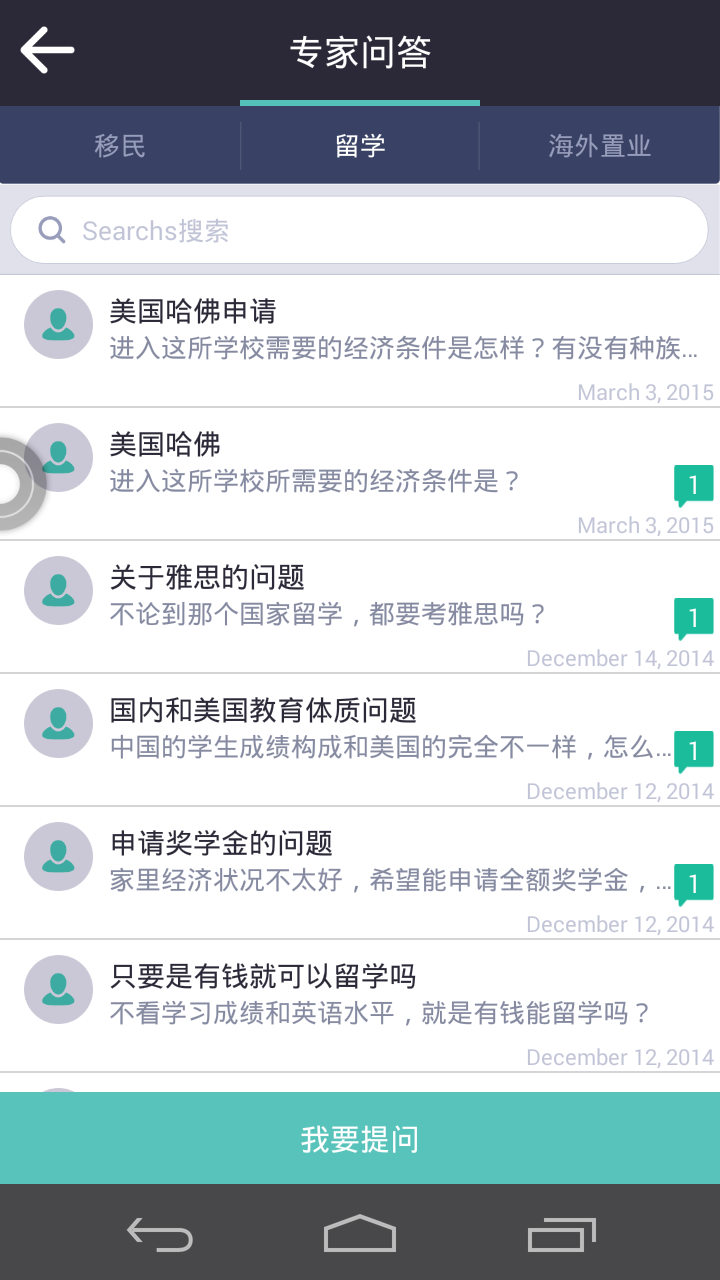 专家问答
移民
留学
海外置业
Searchs搜索
美国哈佛申请
进入这所学校需要的经济条件是怎样？有没有种族...
March 3, 2015
美国哈佛
进入这所学校所需要的经济条件是？
1
March 3, 2015
关于雅思的问题
不论到那个国家留学，都要考雅思吗？
1
December 14, 2014
国内和美国教育体质问题
中国的学生成绩构成和美国的完全不一样，怎么...
1
December 12, 2014
申请奖学金的问题
家里经济状况不太好，希望能申请全额奖学金，...
1
December 12, 2014
只要是有钱就可以留学吗
不看学习成绩和英语水平，就是有钱能留学吗？
December 12, 2014
我要提问